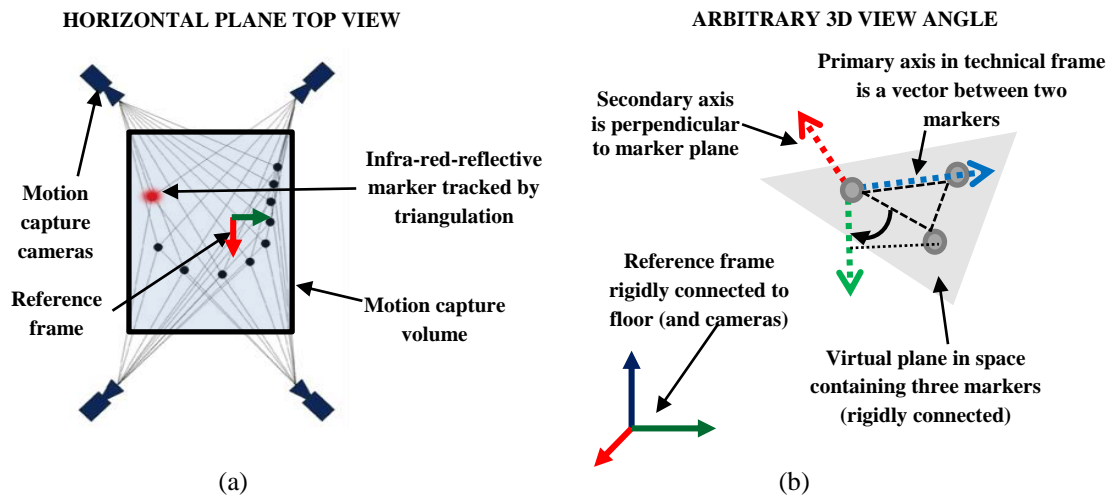 HORIZONTAL PLANE TOP VIEW
Motion
capture
cameras
Infra-red-reflective
marker tracked by
triangulation
Reference
frame
Motion capture
volume
(a)
ARBITRARY 3D VIEW ANGLE
Primary axis in technical frame
is a vector between two
markers
Secondary axis
is perpendicular
to marker plane
Reference frame
rigidly connected to
floor (and cameras)
Virtual plane in space
containing three markers
(rigidly connected)
(b)